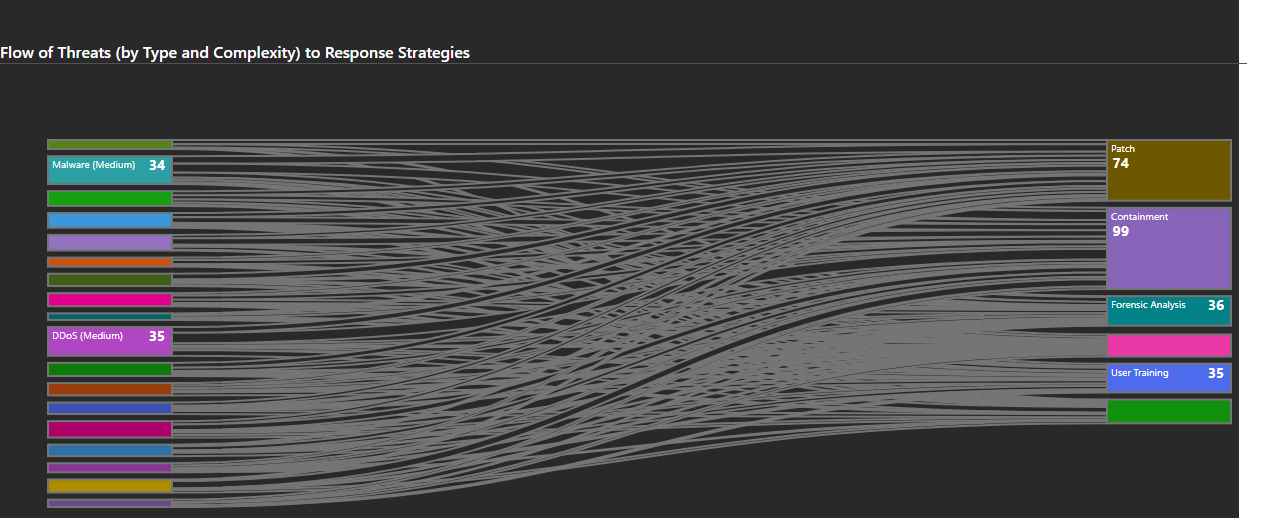 Flow of Threats (by Type and Complexity) to Response Strategies
Malware (Medium) 34
DDoS (Medium) 35
Patch
74
Containment
99
Forensic Analysis 36
User Training 35